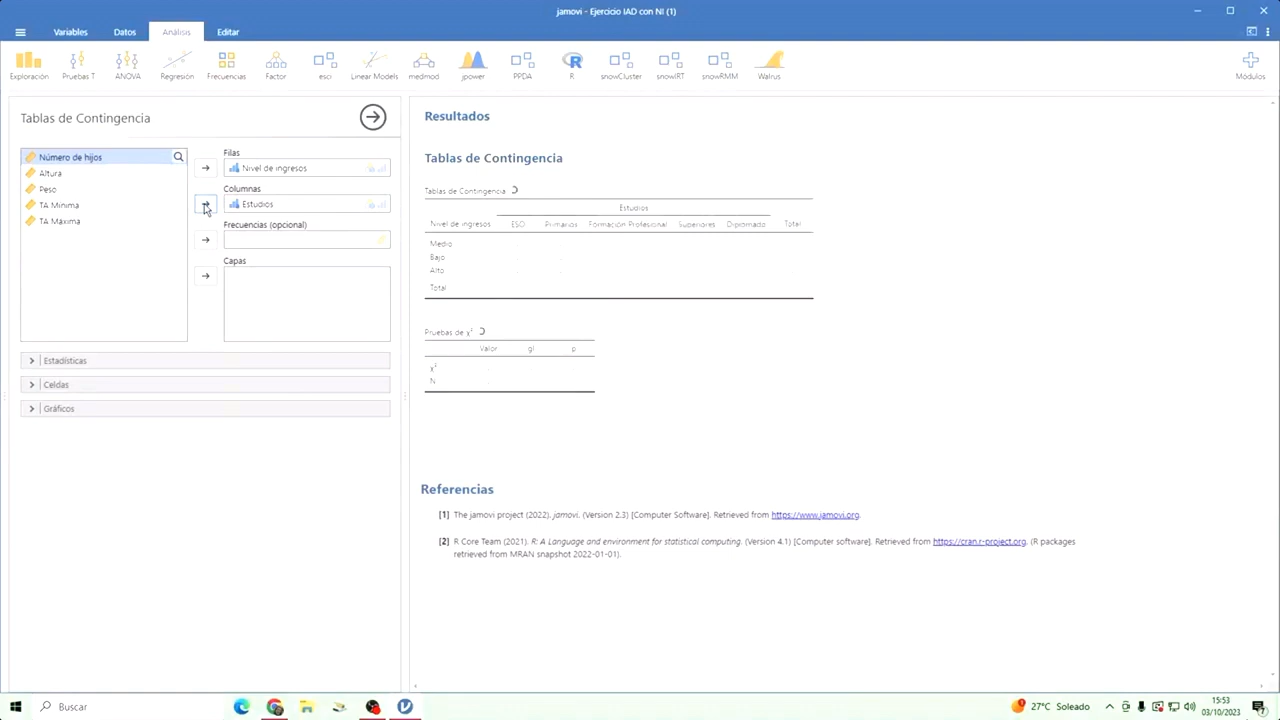 jamovi - Ejercicio IAD con NI (1)
Variables Datos Análisis Editar
Exploración Pruebas T ANOVA Regresión Frecuencias Factor esci Linear Models medmod jpower PPDA R snowCluster snowIRT snowRMM Walrus Módulos
Tablas de Contingencia
Número de hijos
Altura
Peso
TA Mínima
TA Máxima
Filas
Nivel de ingresos
Columnas
Estudios
Frecuencias (opcional)
Capas
Estadísticas
Celdas
Gráficos
Resultados
Tablas de Contingencia
Tablas de Contingencia
Estudios
Nivel de ingresos ESO Primarios Formación Profesional Superiores Diplomado Total
Medio
Bajo
Alto
Total
Pruebas de χ²
Valor gl p
χ²
N
Referencias
[1] The jamovi project (2022). jamovi. (Version 2.3) [Computer Software]. Retrieved from https://www.jamovi.org.
[2] R Core Team (2021). R: A Language and environment for statistical computing. (Version 4.1) [Computer software]. Retrieved from https://cran.r-project.org. (R packages
retrieved from MRAN snapshot 2022-01-01).
Buscar
27°C Soleado
15:53
03/10/2023